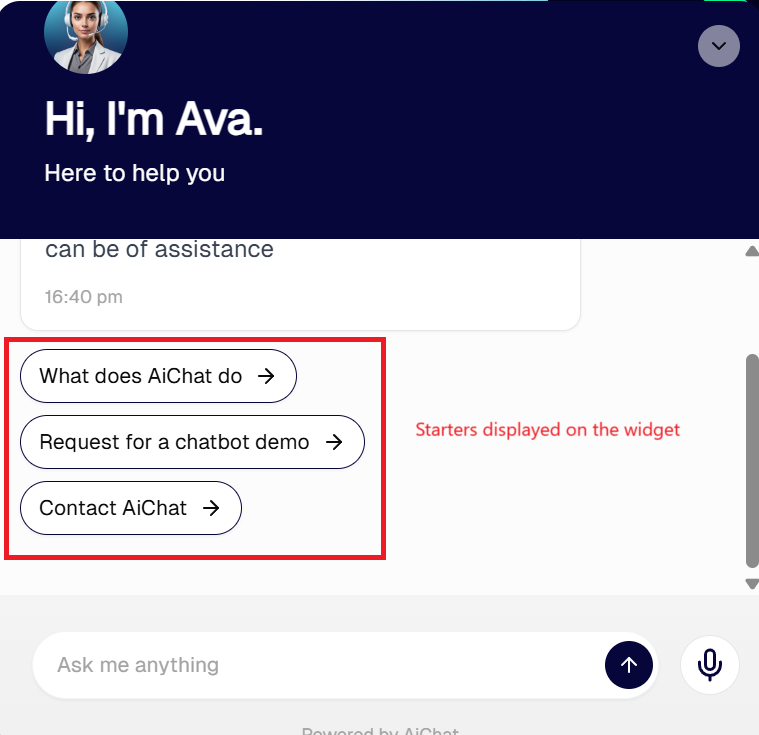 Hi, I'm Ava.
Here to help you
can be of assistance
16:40 pm
What does AiChat do
Request for a chatbot demo
Starters displayed on the widget
Contact AiChat
Ask me anything
Powered by AiChat